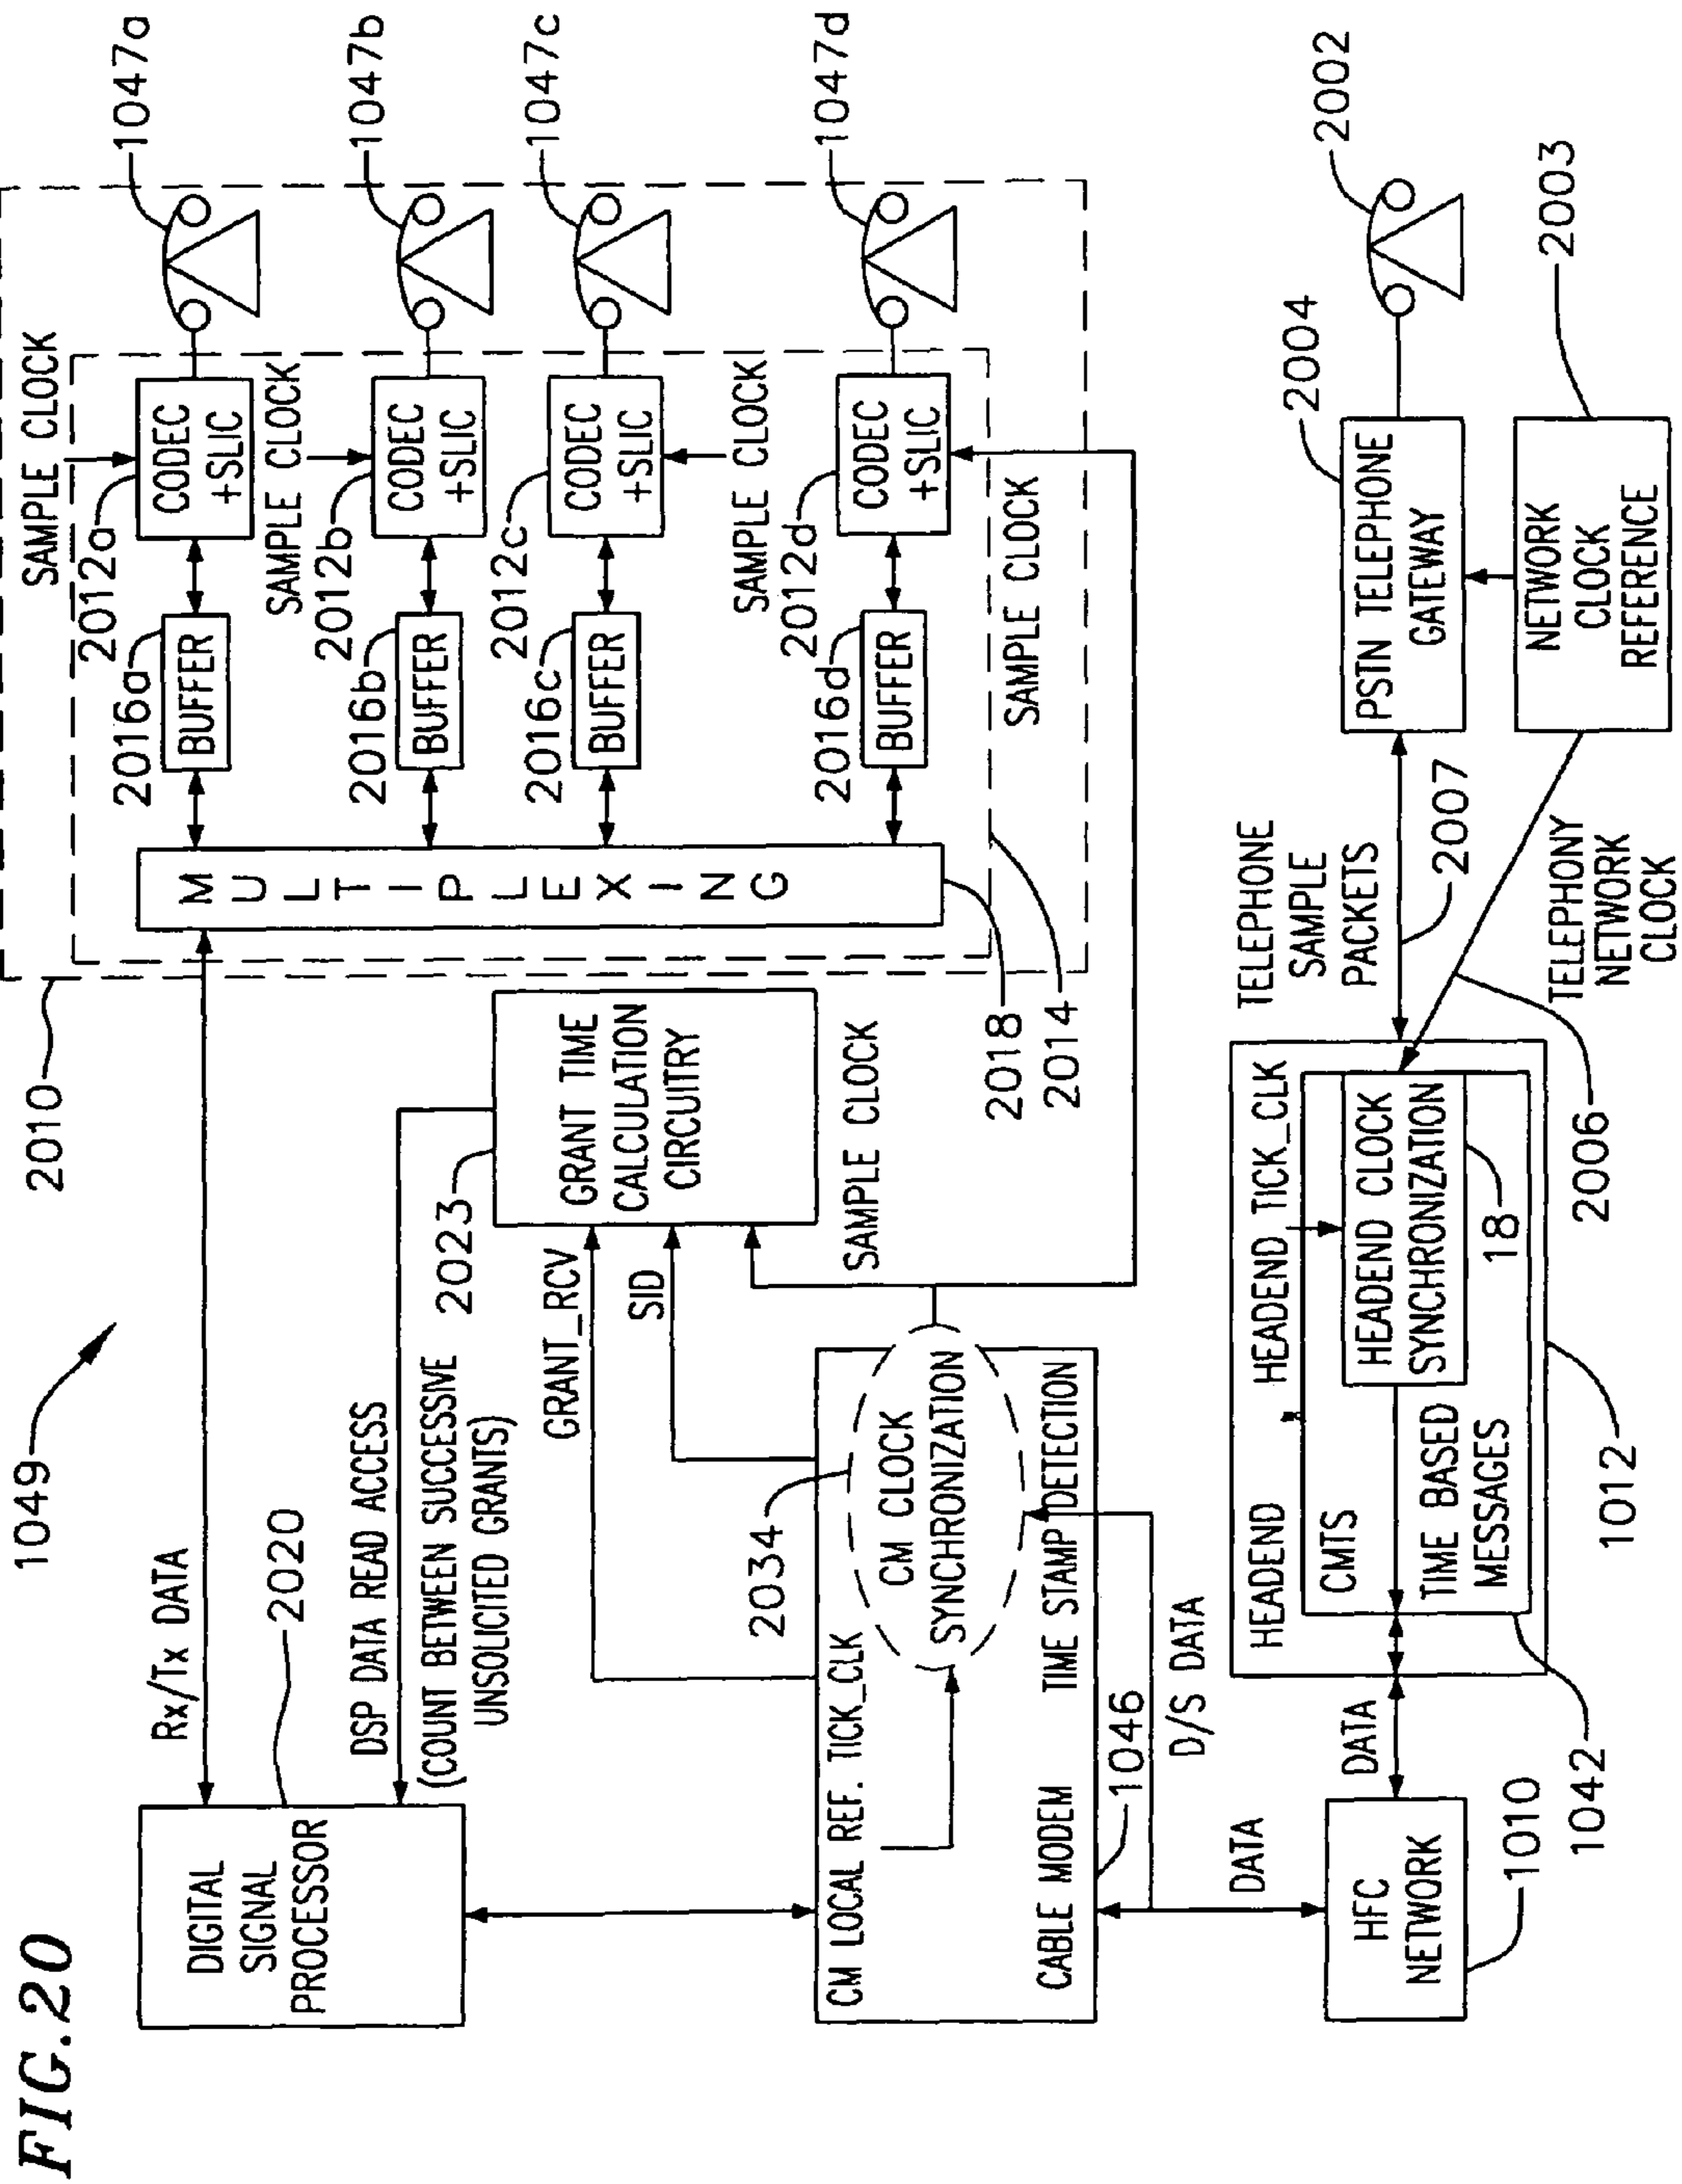 FIG.20
1049
2010
SAMPLE CLOCK
1047a
1047b
1047c
1047d
2012a
2012b
2012c
2012d
CODEC
+SLIC
SAMPLE CLOCK
CODEC
+SLIC
CODEC
+SLIC
SAMPLE CLOCK
CODEC
+SLIC
2016a
BUFFER
2016b
BUFFER
2016c
BUFFER
2016d
BUFFER
MULTIPLEXING
SAMPLE CLOCK
2018
2014
Rx/Tx DATA
2020
DIGITAL
SIGNAL
PROCESSOR
DSP DATA READ ACCESS
(COUNT BETWEEN SUCCESSIVE
UNSOLICITED GRANTS)
2023
GRANT TIME
CALCULATION
CIRCUITRY
GRANT_RCV
SID
SAMPLE CLOCK
CM LOCAL REF. TICK_CLK
2034
CM CLOCK
SYNCHRONIZATION
TIME STAMP DETECTION
CABLE MODEM
1046
D/S DATA
DATA
HFC
NETWORK
1010
DATA
HEADEND
HEADEND TICK_CLK
CMTS
HEADEND CLOCK
SYNCHRONIZATION
18
TIME BASED
MESSAGES
1042
1012
2006
TELEPHONE
SAMPLE
PACKETS
2007
TELEPHONY
NETWORK
CLOCK
2004
PSTN TELEPHONE
GATEWAY
2002
NETWORK
CLOCK
REFERENCE
2003